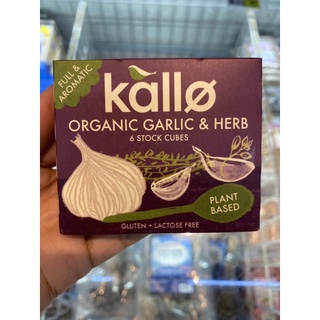 FULL &
AROMATIC
kallø
ORGANIC GARLIC & HERB
6 STOCK CUBES
PLANT
BASED
GLUTEN + LACTOSE FREE